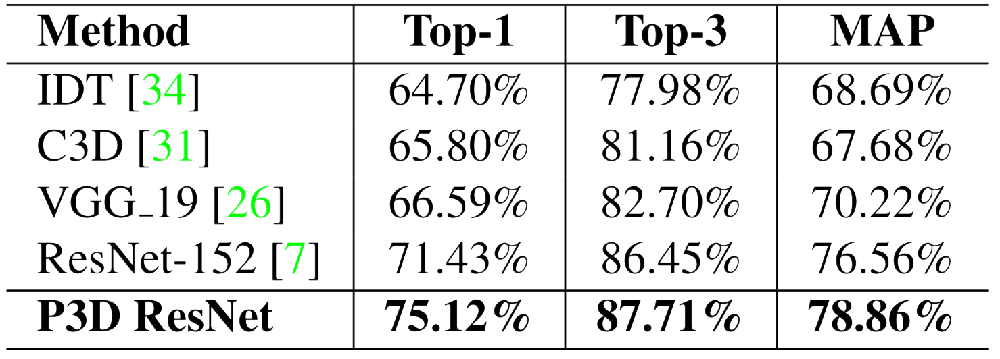 Method Top-1 Top-3 MAP
IDT [34] 64.70% 77.98% 68.69%
C3D [31] 65.80% 81.16% 67.68%
VGG_19 [26] 66.59% 82.70% 70.22%
ResNet-152 [7] 71.43% 86.45% 76.56%
P3D ResNet 75.12% 87.71% 78.86%